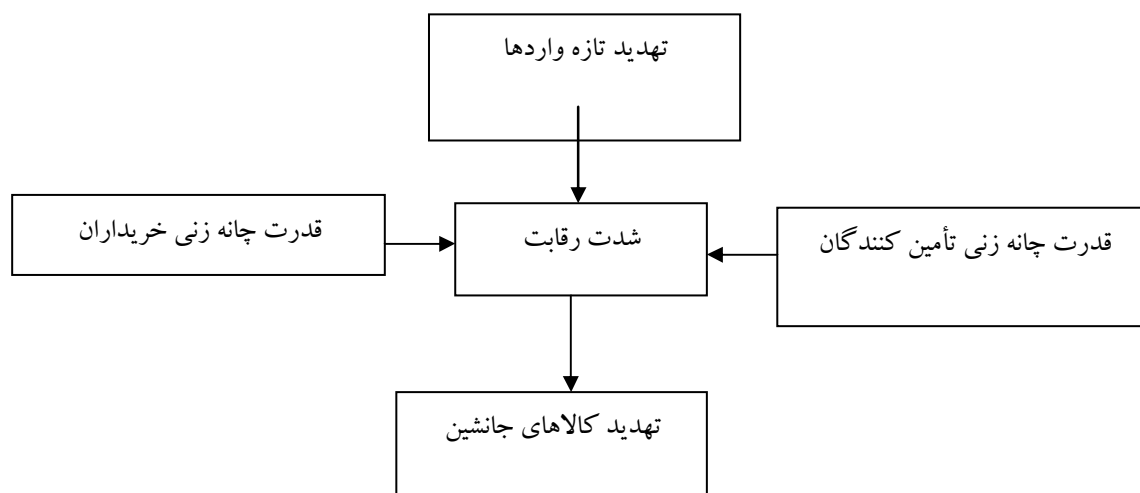 تهدید تازه واردها
قدرت چانه زنی تأمین کنندگان
شدت رقابت
قدرت چانه زنی خریداران
تهدید کالاهای جانشین